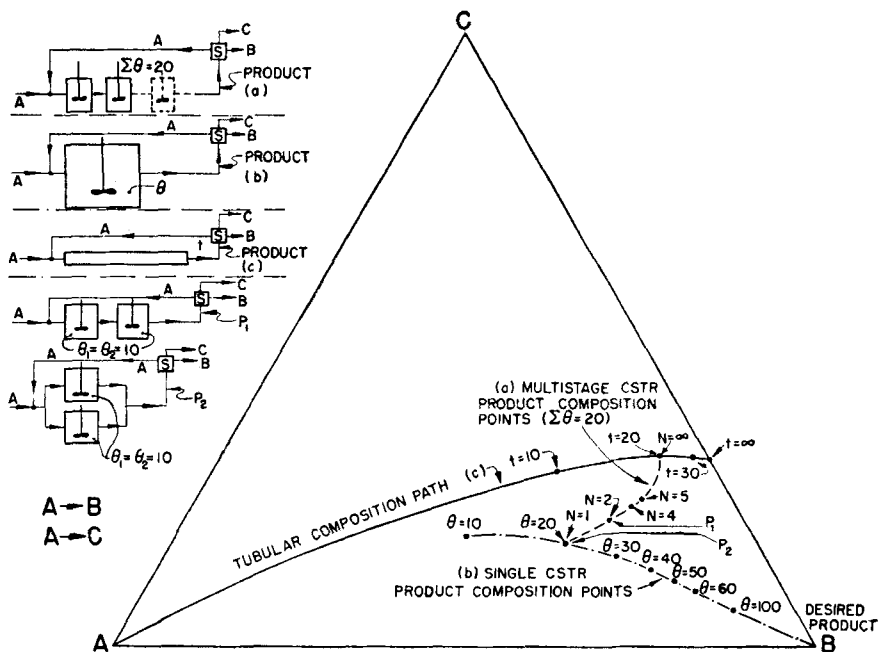 C
B
A
S
Σθ=20
A
PRODUCT
(a)
C
B
A
S
A
PRODUCT
(b)
θ
C
B
A
S
A
t
PRODUCT
(c)
C
B
A
S
A
P₁
θ₁=θ₂=10
C
B
A
A
S
A
P₂
θ₁=θ₂=10
A→B
A→C
C
(a) MULTISTAGE CSTR
PRODUCT COMPOSITION
POINTS (Σθ=20)
t=20
N=∞
t=∞
t=30
t=10
(c)
TUBULAR COMPOSITION PATH
N=5
N=4
N=2
N=1
P₁
P₂
θ=10
θ=20
θ=30
θ=40
θ=50
θ=60
θ=100
(b) SINGLE CSTR
PRODUCT COMPOSITION POINTS
DESIRED
PRODUCT
A
B